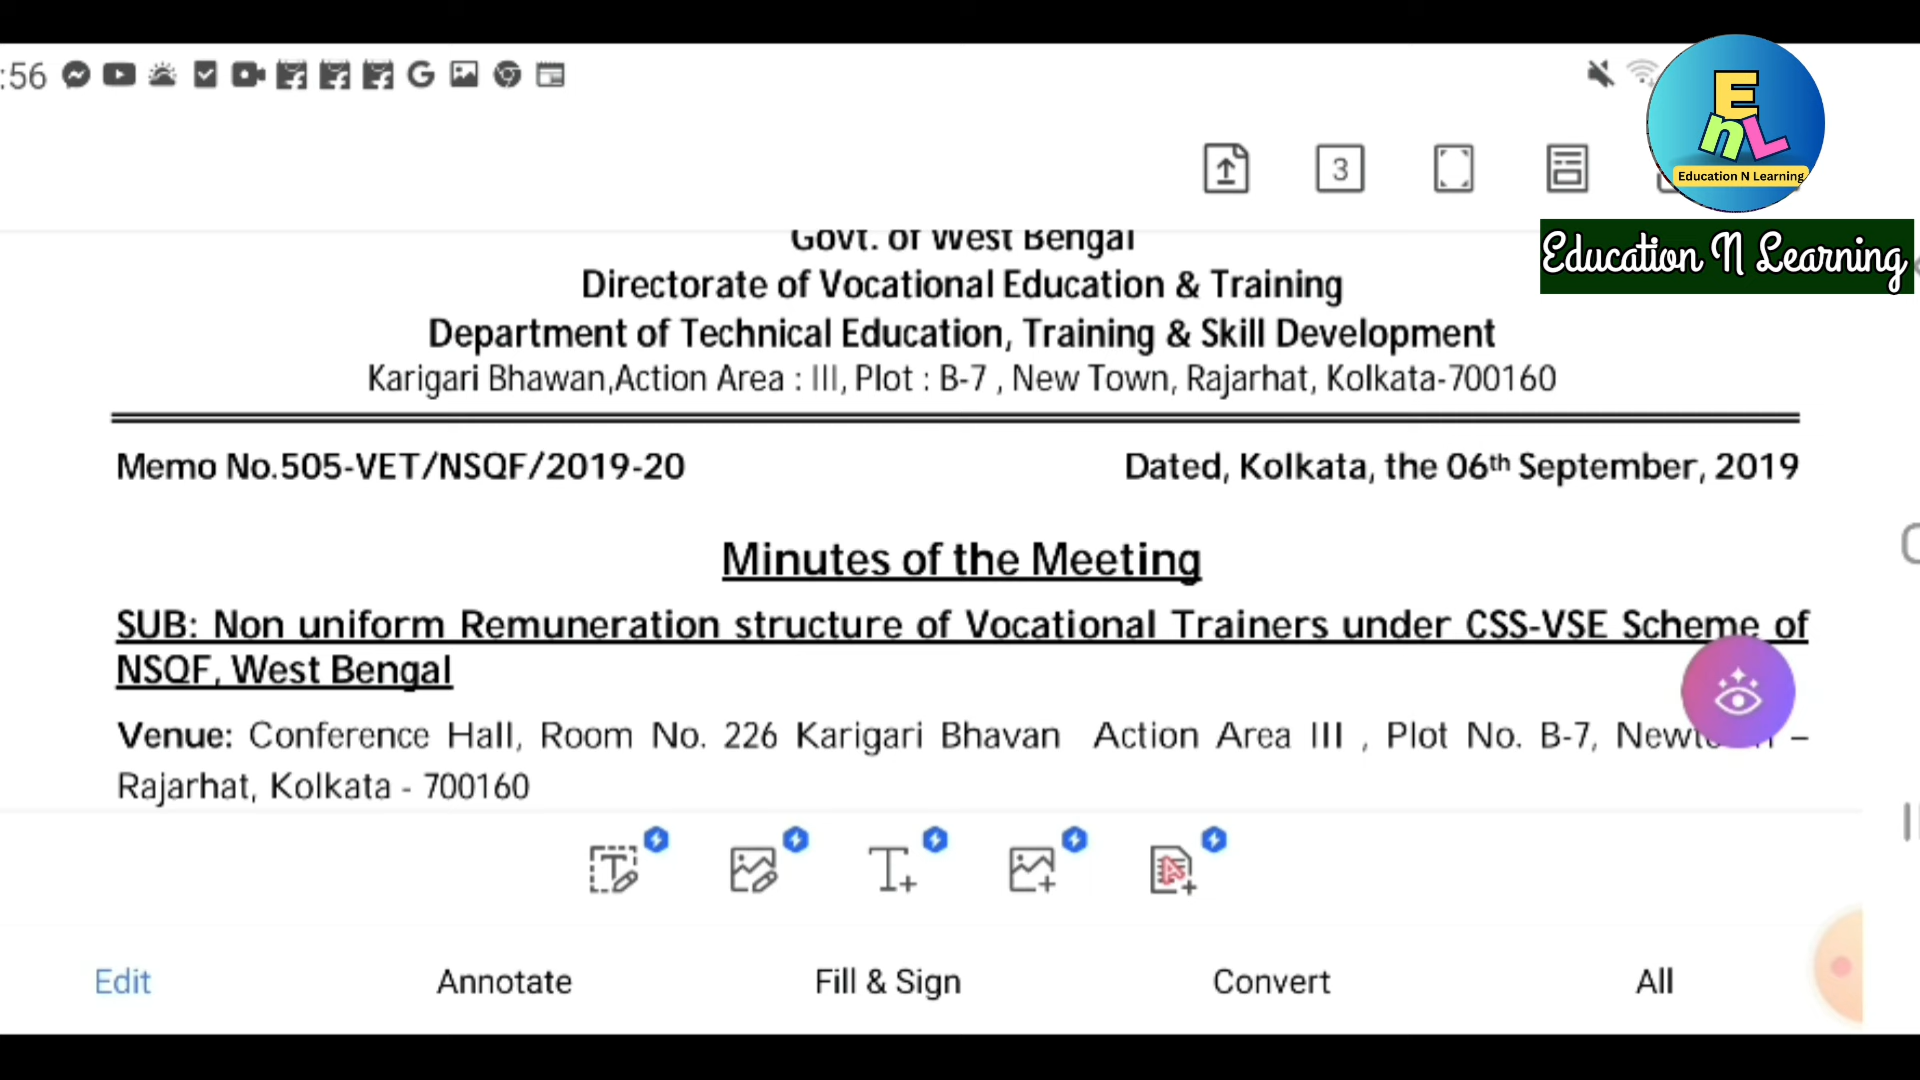 :56
3
E
n
L
Education N Learning
Education N Learning
Govt. of West Bengal
Directorate of Vocational Education & Training
Department of Technical Education, Training & Skill Development
Karigari Bhawan,Action Area : III, Plot : B-7 , New Town, Rajarhat, Kolkata-700160
Memo No.505-VET/NSQF/2019-20 Dated, Kolkata, the 06th September, 2019
Minutes of the Meeting
SUB: Non uniform Remuneration structure of Vocational Trainers under CSS-VSE Scheme of
NSQF, West Bengal
Venue: Conference Hall, Room No. 226 Karigari Bhavan Action Area III , Plot No. B-7, –
Rajarhat, Kolkata - 700160
Edit Annotate Fill & Sign Convert All